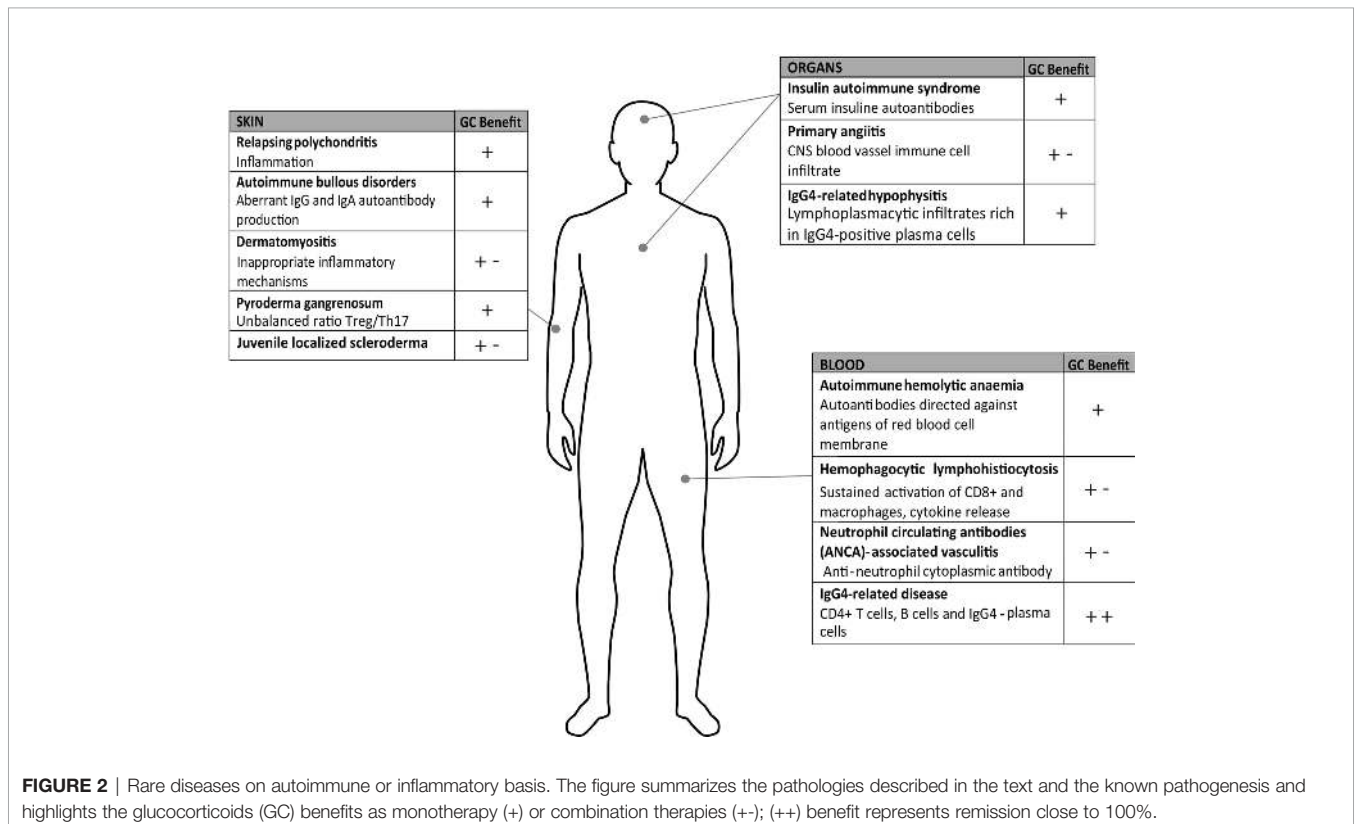 SKIN GC Benefit
Relapsing polychondritis
Inflammation
+
Autoimmune bullous disorders
Aberrant IgG and IgA autoantibody
production
+
Dermatomyositis
Inappropriate inflammatory
mechanisms
+ -
Pyroderma gangrenosum
Unbalanced ratio Treg/Th17
+
Juvenile localized scleroderma
+ -
ORGANS GC Benefit
Insulin autoimmune syndrome
Serum insuline autoantibodies
+
Primary angiitis
CNS blood vessel immune cell
infiltrate
+ -
IgG4-related hypophysitis
Lymphoplasmacytic infiltrates rich
in IgG4-positive plasma cells
+
BLOOD GC Benefit
Autoimmune hemolytic anaemia
Autoantibodies directed against
antigens of red blood cell
membrane
+
Hemophagocytic lymphohistiocytosis
Sustained activation of CD8+ and
macrophages, cytokine release
+ -
Neutrophil circulating antibodies
(ANCA)-associated vasculitis
Anti-neutrophil cytoplasmic antibody
+ -
IgG4-related disease
CD4+ T cells, B cells and IgG4 - plasma
cells
++
FIGURE 2 | Rare diseases on autoimmune or inflammatory basis. The figure summarizes the pathologies described in the text and the known pathogenesis and
highlights the glucocorticoids (GC) benefits as monotherapy (+) or combination therapies (+-); (++) benefit represents remission close to 100%.